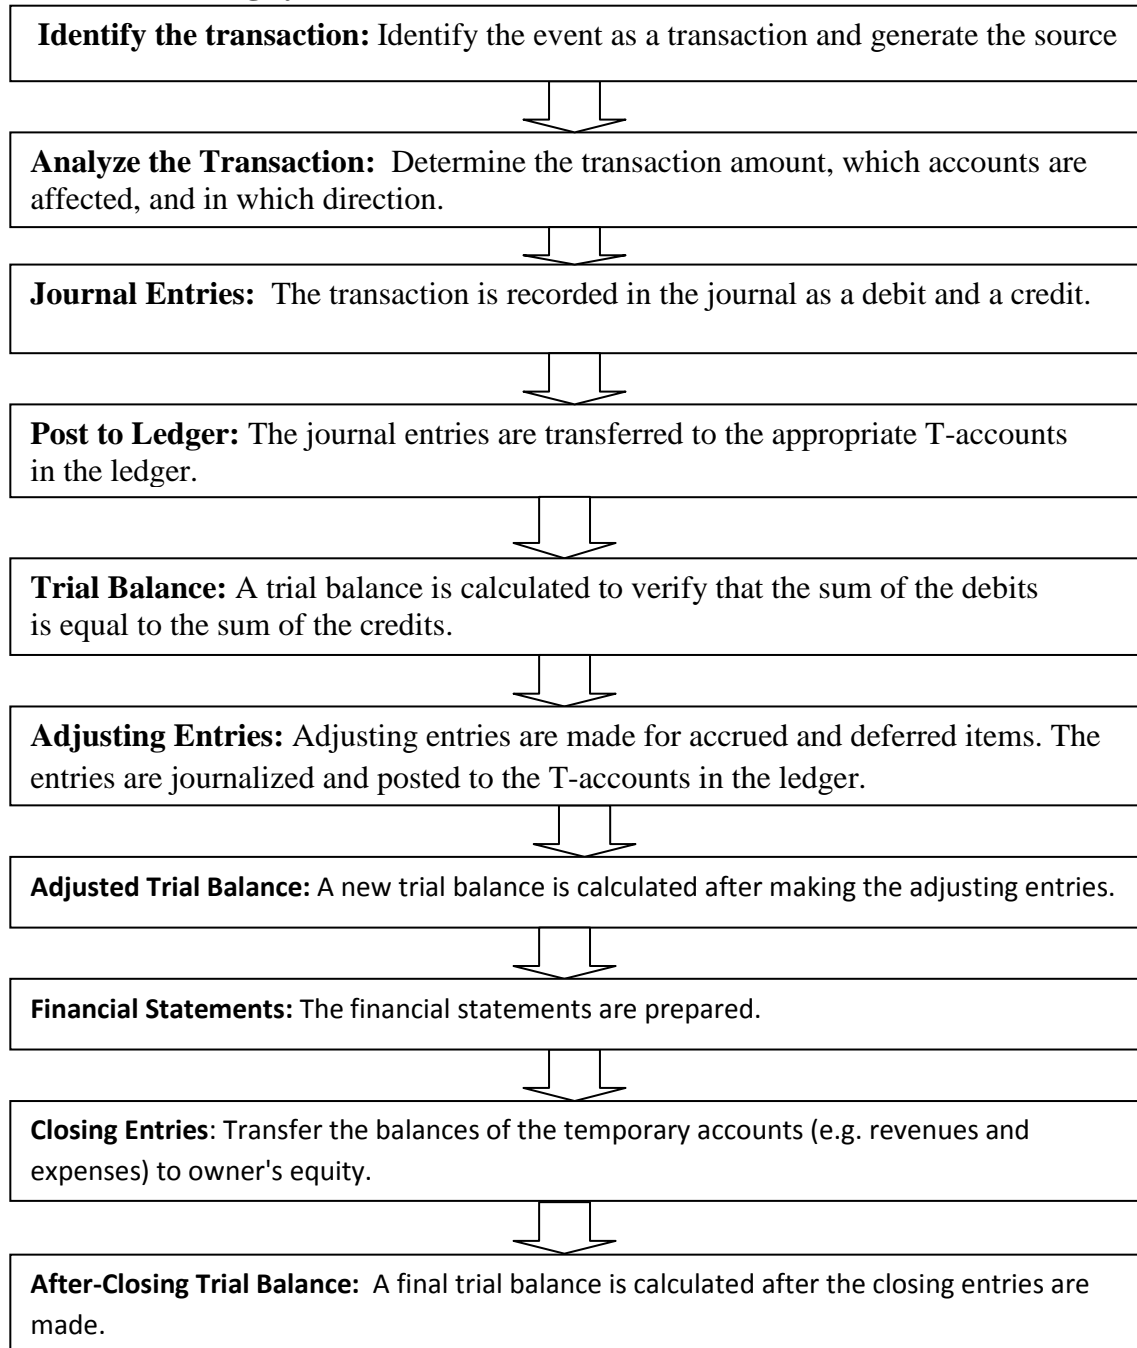 Identify the transaction: Identify the event as a transaction and generate the source
Analyze the Transaction: Determine the transaction amount, which accounts are
affected, and in which direction.
Journal Entries: The transaction is recorded in the journal as a debit and a credit.
Post to Ledger: The journal entries are transferred to the appropriate T-accounts
in the ledger.
Trial Balance: A trial balance is calculated to verify that the sum of the debits
is equal to the sum of the credits.
Adjusting Entries: Adjusting entries are made for accrued and deferred items. The
entries are journalized and posted to the T-accounts in the ledger.
Adjusted Trial Balance: A new trial balance is calculated after making the adjusting entries.
Financial Statements: The financial statements are prepared.
Closing Entries: Transfer the balances of the temporary accounts (e.g. revenues and
expenses) to owner's equity.
After-Closing Trial Balance: A final trial balance is calculated after the closing entries are
made.